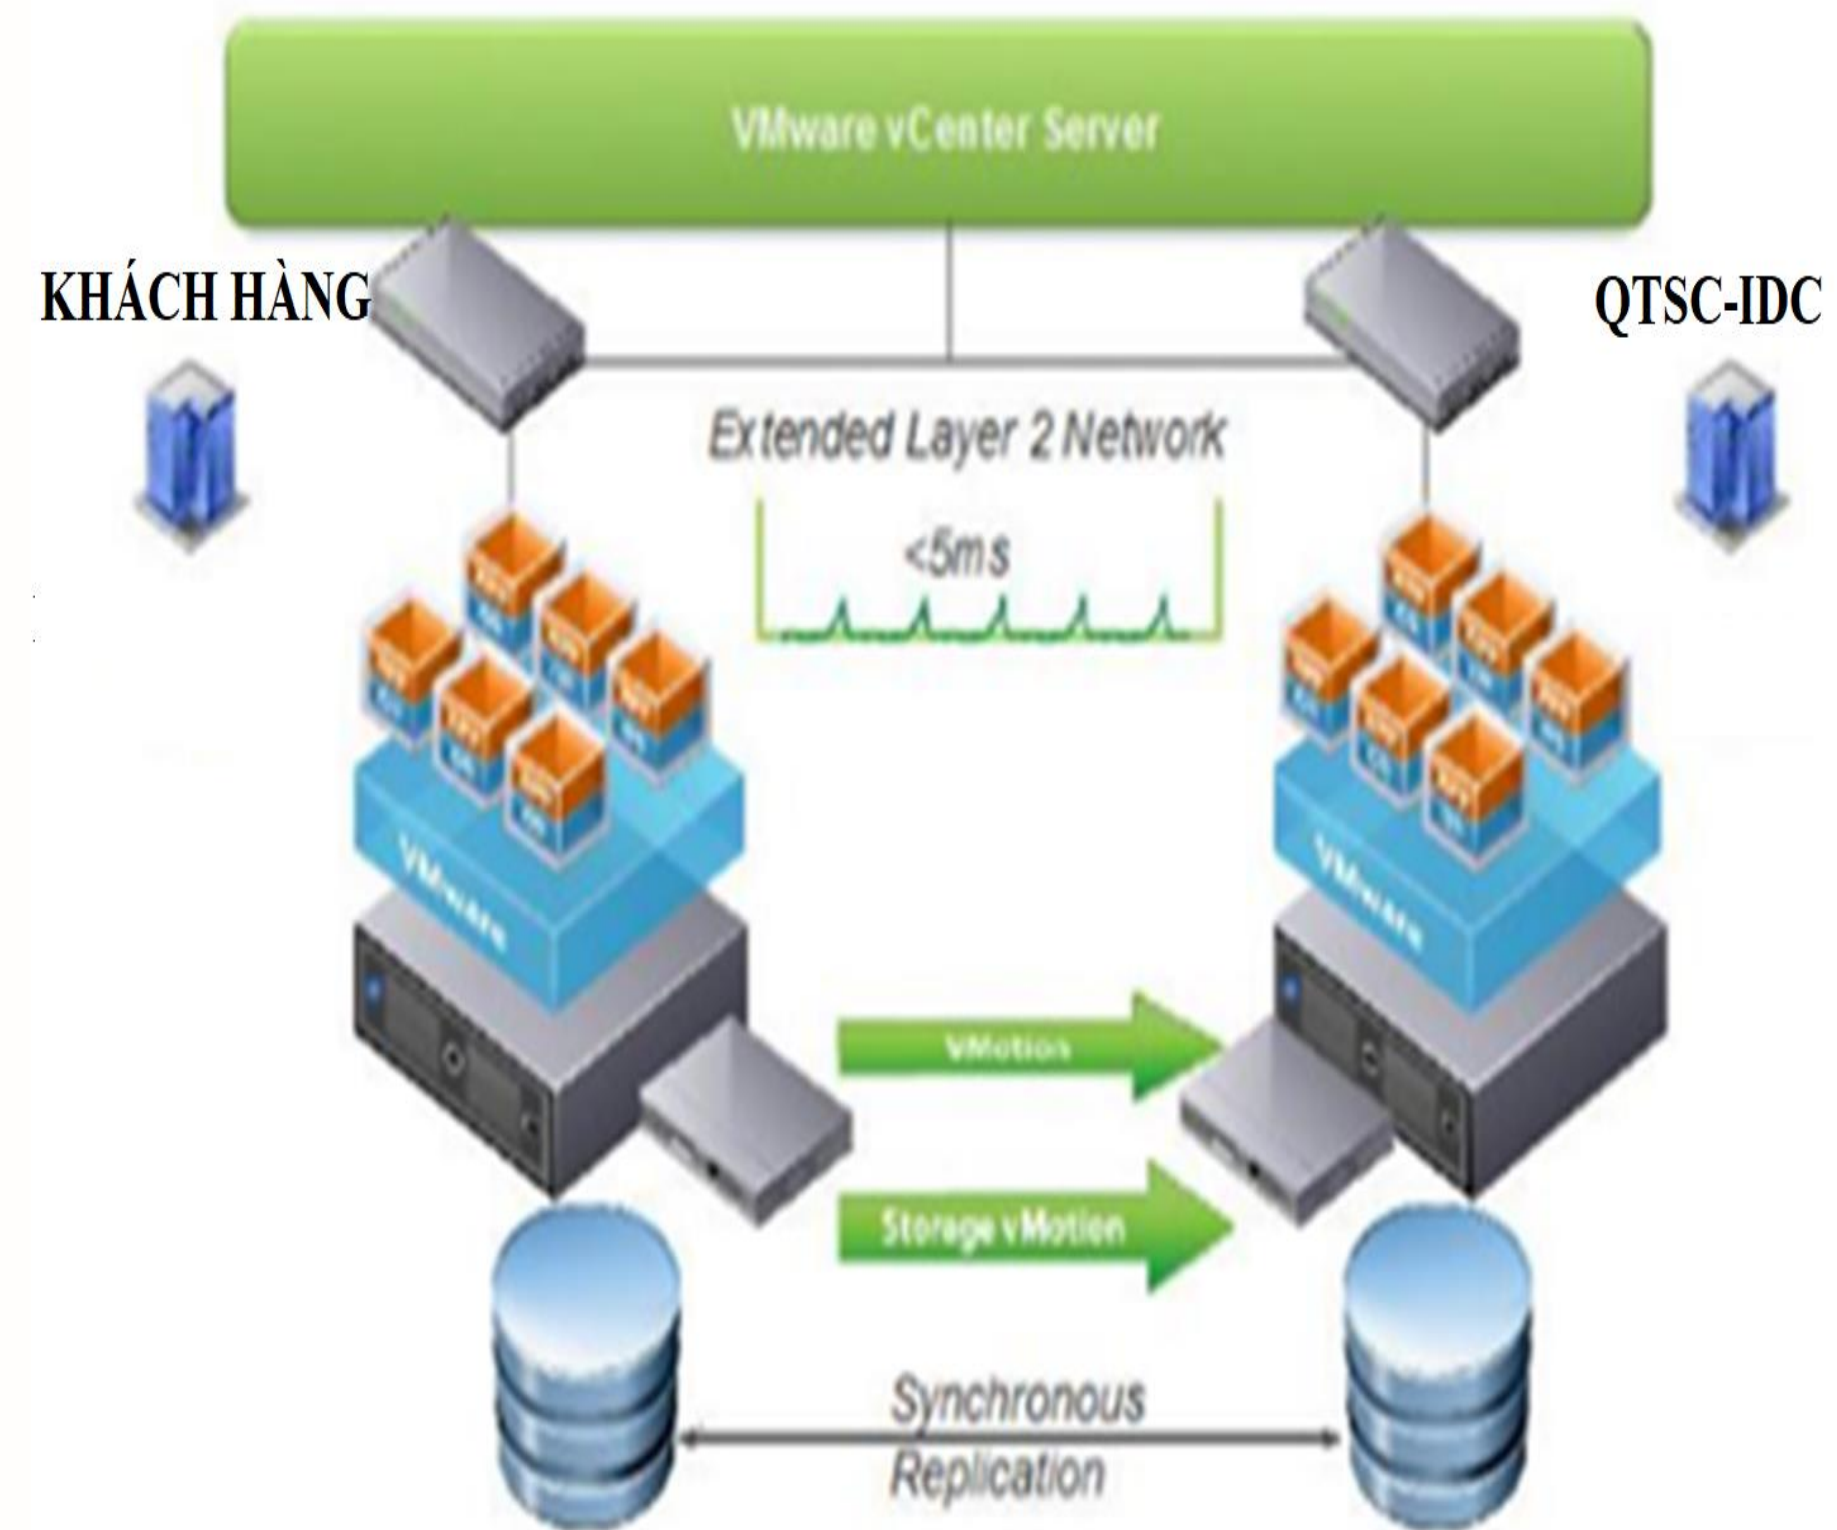 VMware vCenter Server
KHÁCH HÀNG
QTSC-IDC
Extended Layer 2 Network
<5ms
VMware
VMware
VMotion
Storage vMotion
Synchronous
Replication